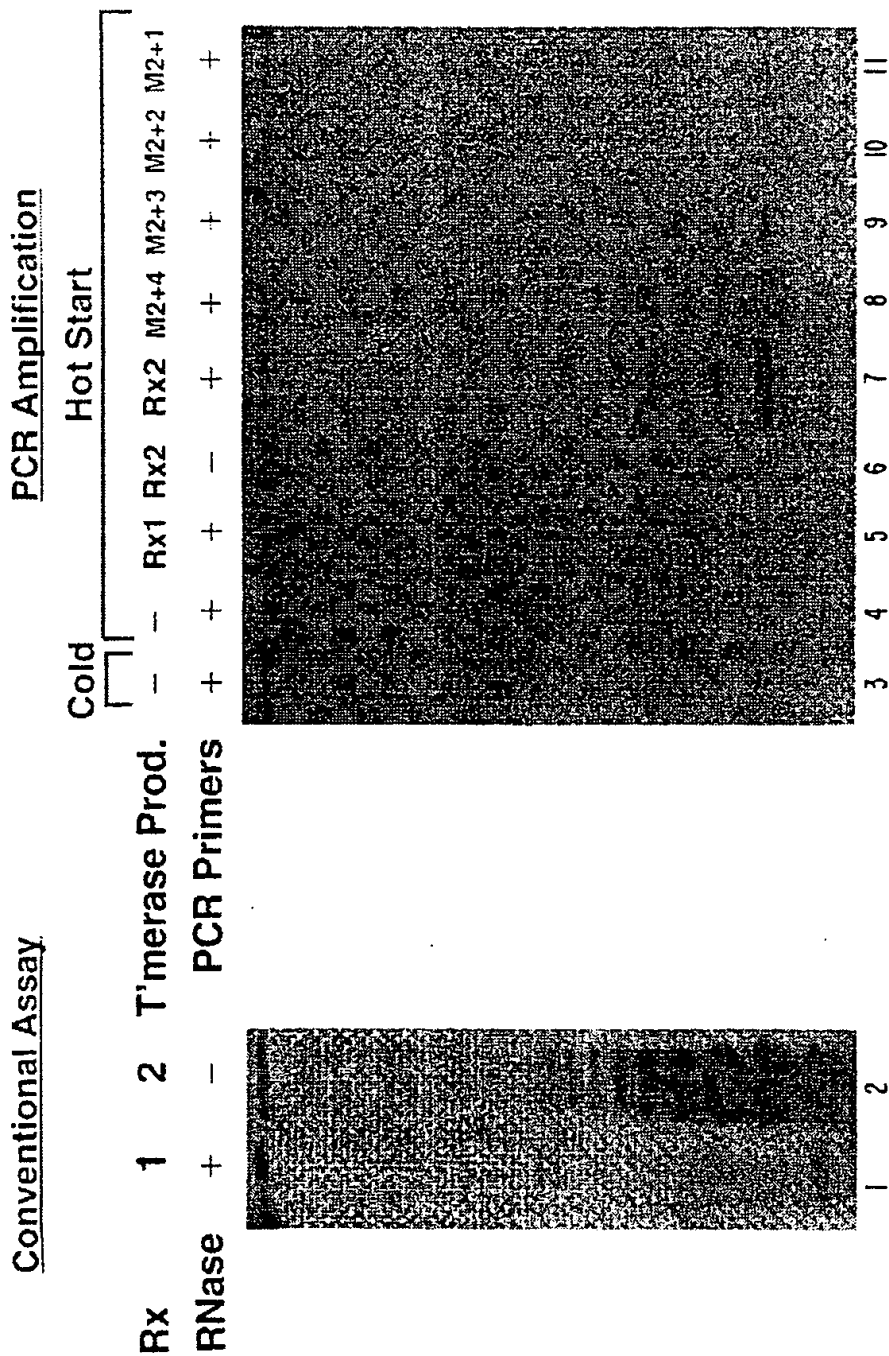 Conventional Assay
PCR Amplification
Cold
Hot Start
Rx 1 2 T'merase Prod. − − Rx1 Rx2 Rx2 M2+4 M2+3 M2+2 M2+1
RNase + − PCR Primers + + + − + + + + +
1 2 3 4 5 6 7 8 9 10 11